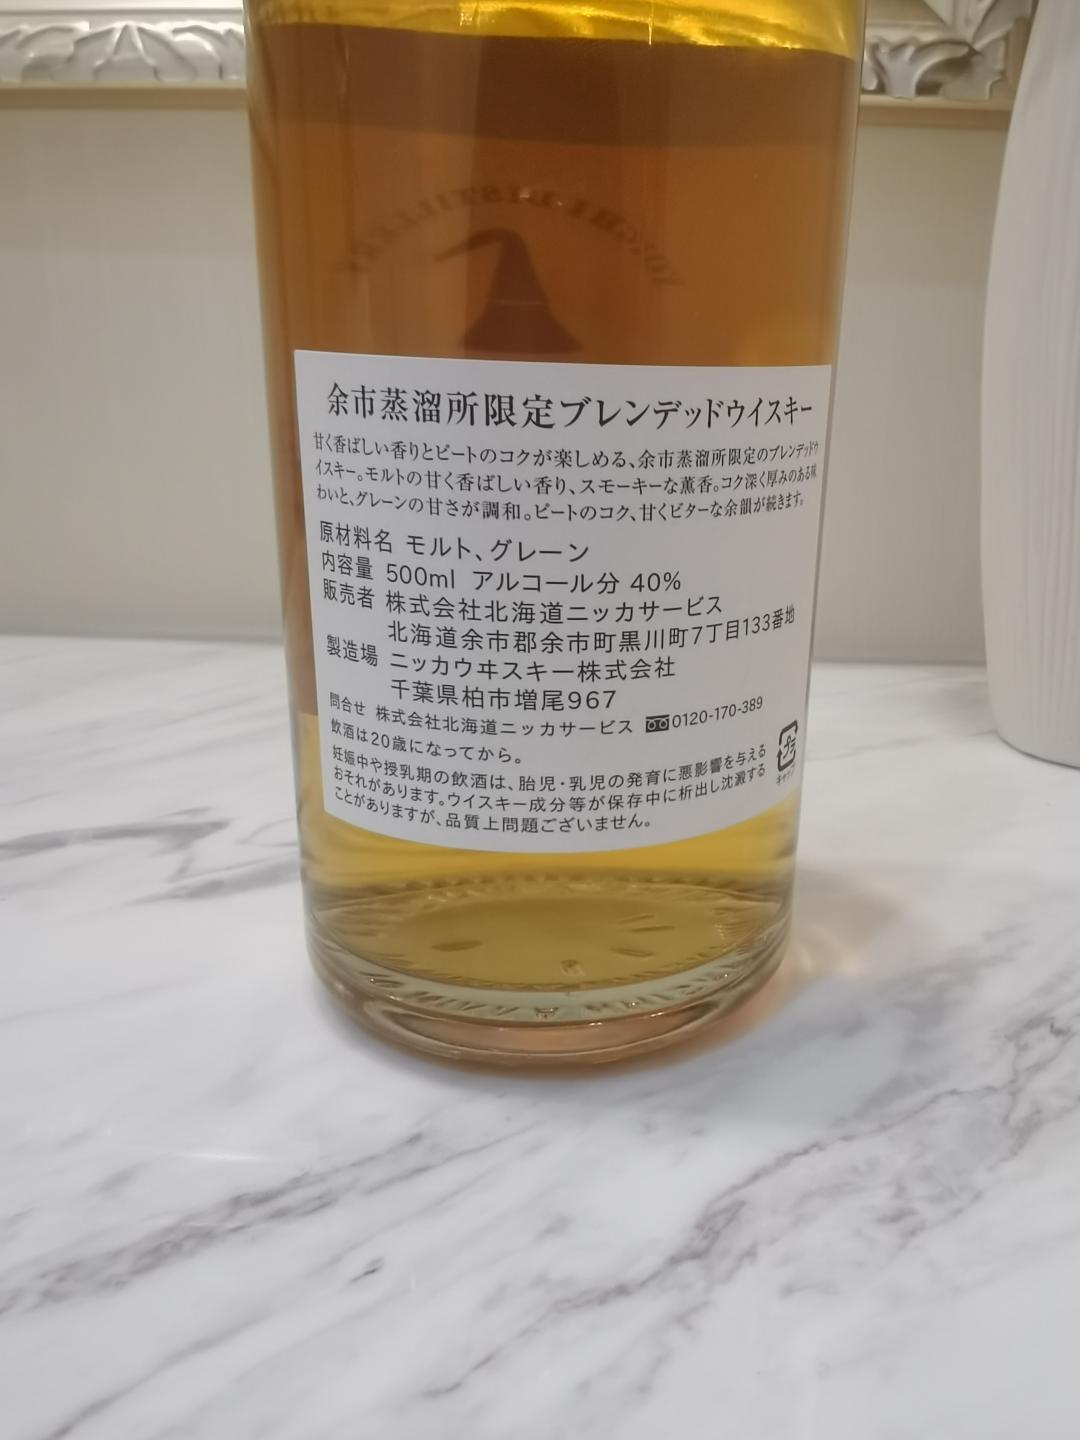 YOICHI DISTILLERY
余市蒸溜所限定ブレンデッドウイスキー
甘く香ばしい香りとピートのコクが楽しめる、余市蒸溜所限定のブレンデッドウ
イスキー。モルトの甘く香ばしい香り、スモーキーな薫香。コク深く厚みのある味
わいと、グレーンの甘さが調和。ピートのコク、甘くビターな余韻が続きます。
原材料名 モルト、グレーン
内容量 500ml アルコール分 40%
販売者 株式会社北海道ニッカサービス
北海道余市郡余市町黒川町7丁目133番地
製造場 ニッカウヰスキー株式会社
千葉県柏市増尾967
問合せ 株式会社北海道ニッカサービス 0120-170-389
飲酒は20歳になってから。
妊娠中や授乳期の飲酒は、胎児・乳児の発育に悪影響を与える
おそれがあります。ウイスキー成分等が保存中に析出し沈澱する
ことがありますが、品質上問題ございません。
プラ
キャップ